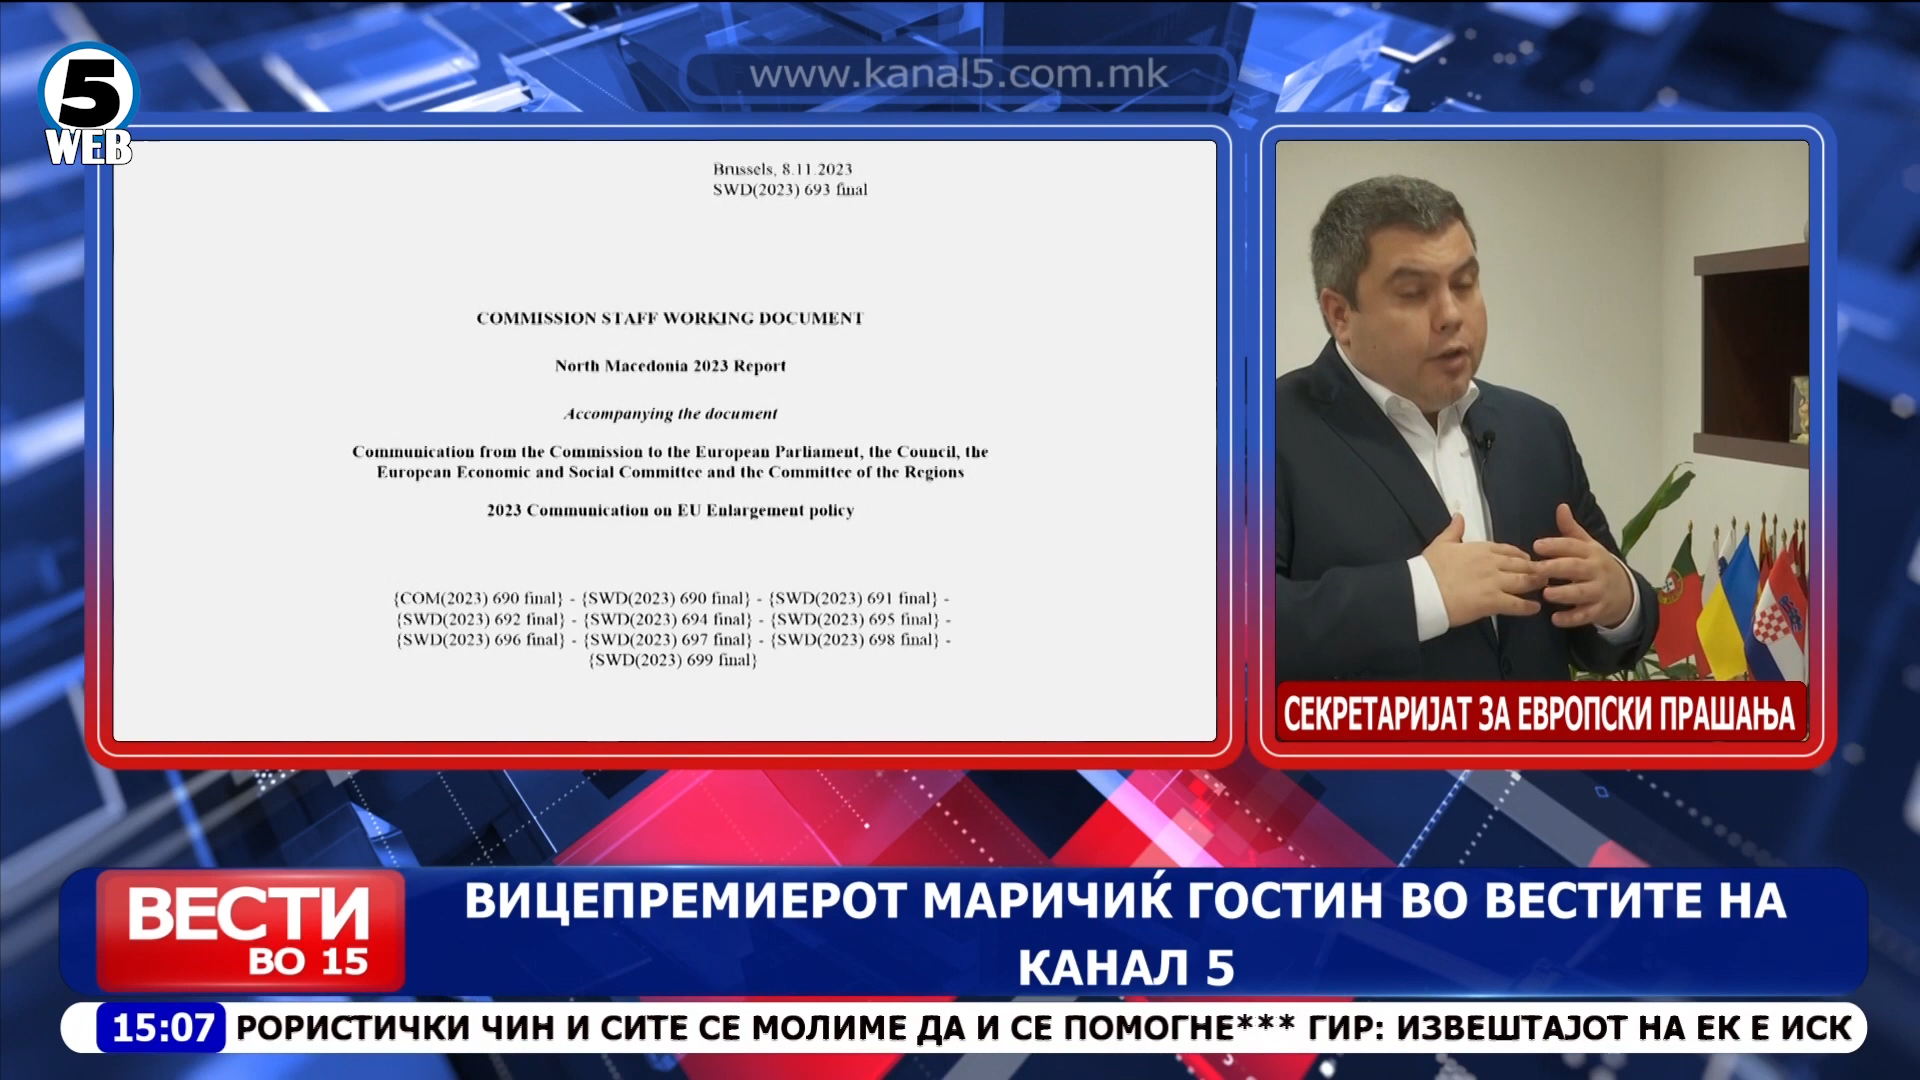 5
WEB
www.kanal5.com.mk
Brussels, 8.11.2023
SWD(2023) 693 final
COMMISSION STAFF WORKING DOCUMENT
North Macedonia 2023 Report
Accompanying the document
Communication from the Commission to the European Parliament, the Council, the
European Economic and Social Committee and the Committee of the Regions
2023 Communication on EU Enlargement policy
{COM(2023) 690 final} - {SWD(2023) 690 final} - {SWD(2023) 691 final} -
{SWD(2023) 692 final} - {SWD(2023) 694 final} - {SWD(2023) 695 final} -
{SWD(2023) 696 final} - {SWD(2023) 697 final} - {SWD(2023) 698 final} -
{SWD(2023) 699 final}
СЕКРЕТАРИЈАТ ЗА ЕВРОПСКИ ПРАШАЊА
ВЕСТИ
ВО 15
ВИЦЕПРЕМИЕРОТ МАРИЧИЌ ГОСТИН ВО ВЕСТИТЕ НА
КАНАЛ 5
15:07 РОРИСТИЧКИ ЧИН И СИТЕ СЕ МОЛИМЕ ДА И СЕ ПОМОГНЕ*** ГИР: ИЗВЕШТАЈОТ НА ЕК Е ИСК